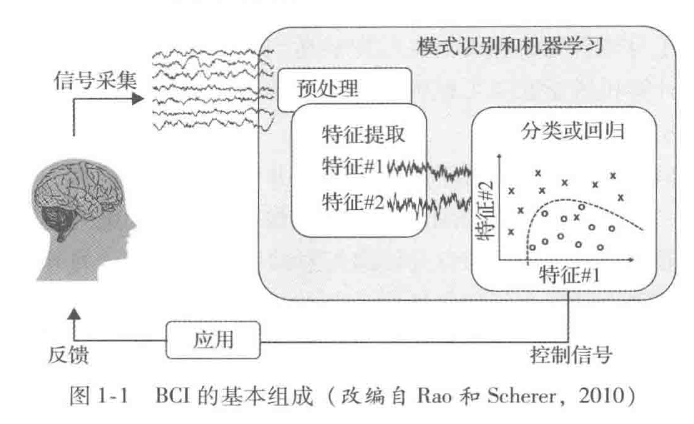 模式识别和机器学习
信号采集
预处理
特征提取
特征#1
特征#2
分类或回归
特征#2
特征#1
应用
反馈
控制信号
图 1-1 BCI 的基本组成（改编自 Rao 和 Scherer，2010）